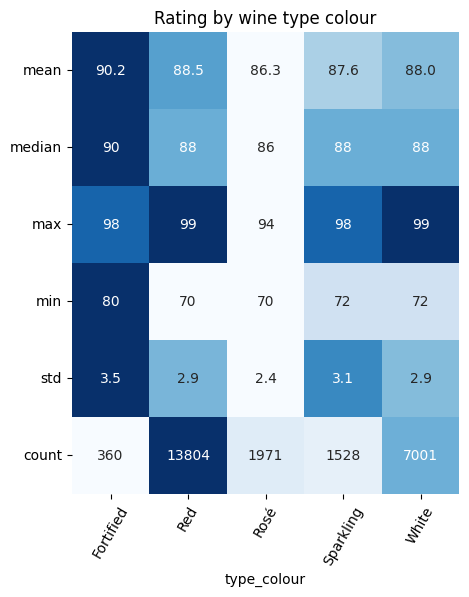 Rating by wine type colour
mean 90.2 88.5 86.3 87.6 88.0
median 90 88 86 88 88
max 98 99 94 98 99
min 80 70 70 72 72
std 3.5 2.9 2.4 3.1 2.9
count 360 13804 1971 1528 7001
Fortified Red Rosé Sparkling White
type_colour